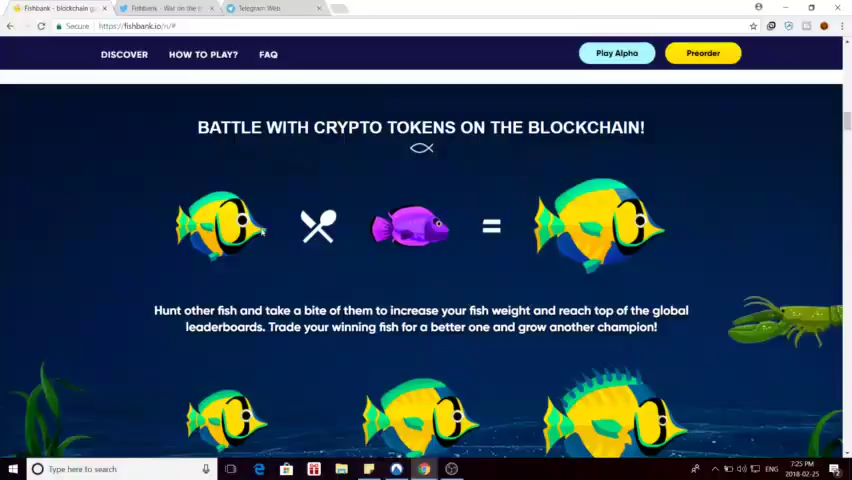 Fishbank - blockchain g
Fishbank - War on the b
Telegram Web
Secure
https://fishbank.io/n/#
DISCOVER
HOW TO PLAY?
FAQ
Play Alpha
Preorder
BATTLE WITH CRYPTO TOKENS ON THE BLOCKCHAIN!
Hunt other fish and take a bite of them to increase your fish weight and reach top of the global
leaderboards. Trade your winning fish for a better one and grow another champion!
Type here to search
ENG
7:25 PM
2018-02-25